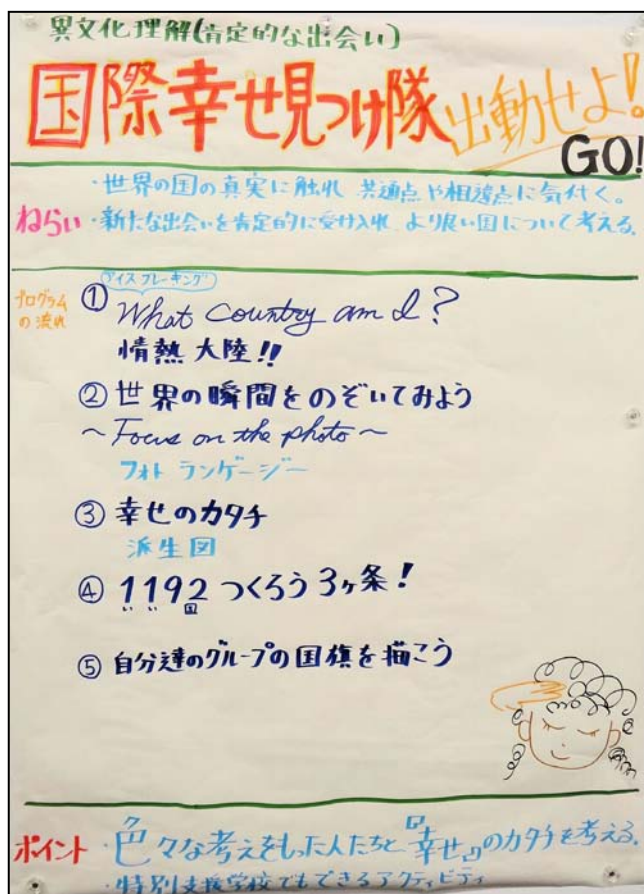 異文化理解(肯定的な出会い)
国際幸せ見つけ隊 出動せよ!
GO!
ねらい
・世界の国の真実に触れ 共通点や相違点に気付く。
・新たな出会いを肯定的に受け入れ より良い国について考える。
プログラムの流れ
アイスブレーキング
① What country am I?
情熱大陸!!
② 世界の瞬間をのぞいてみよう
~Focus on the photo~
フォトランゲージー
③ 幸せのカタチ
派生図
④ 1192つくろう3ヶ条!
い い 国
⑤ 自分達のグループの国旗を描こう
ポイント
・色々な考えをもった人たちと『幸せ』のカタチを考える。
・特別支援学校でもできるアクティビティ